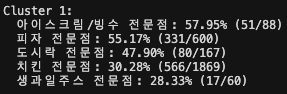 Cluster 1:
아이스크림/빙수 전문점: 57.95% (51/88)
피자 전문점: 55.17% (331/600)
도시락 전문점: 47.90% (80/167)
치킨 전문점: 30.28% (566/1869)
생과일주스 전문점: 28.33% (17/60)